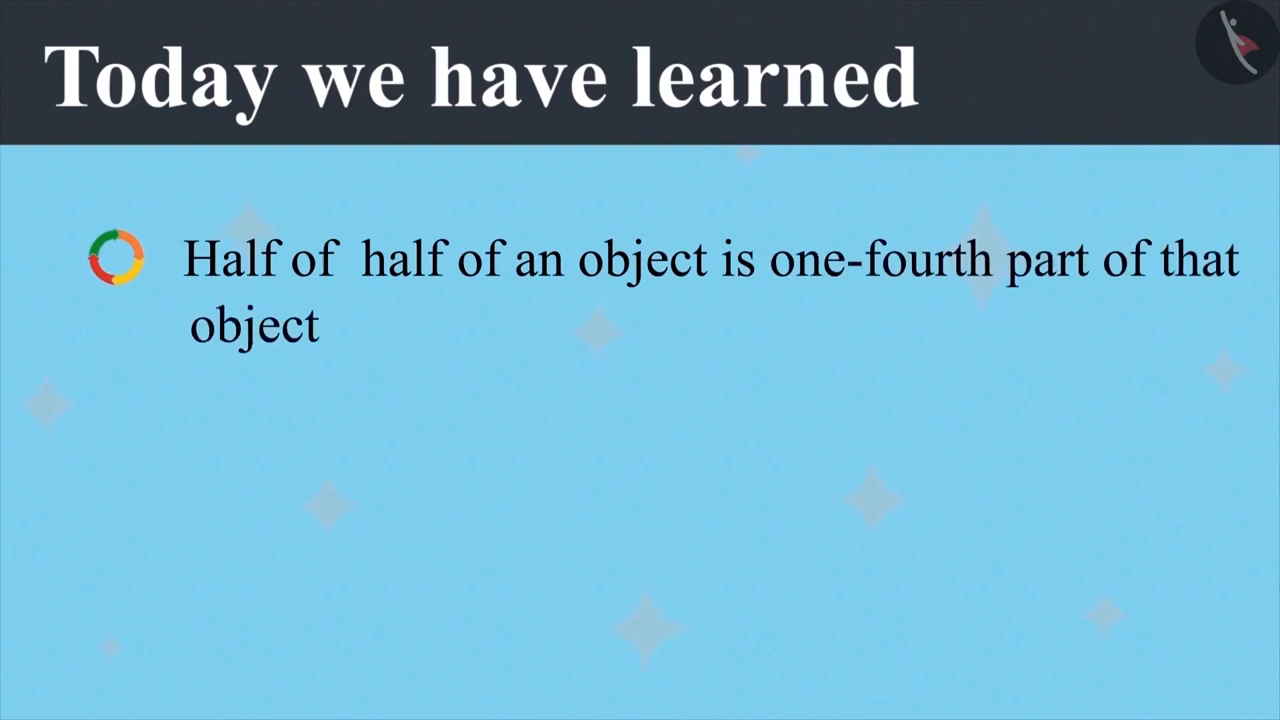 Today we have learned
Half of half of an object is one-fourth part of that
object